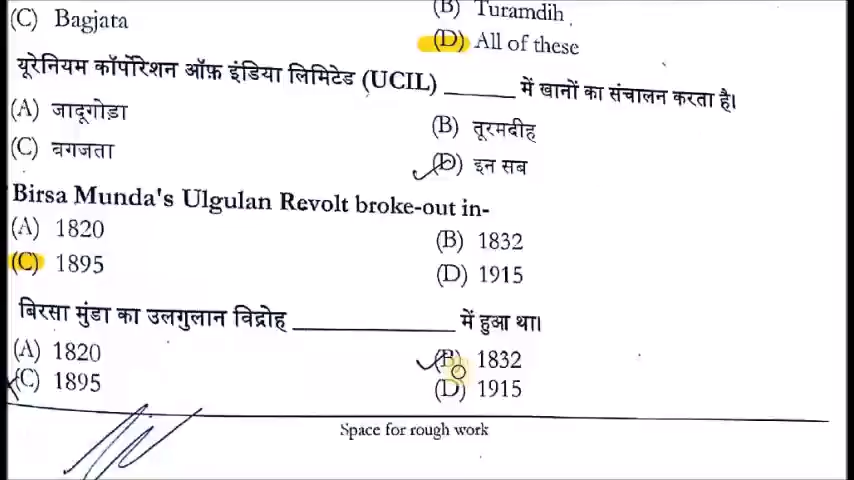 (C) Bagjata (B) Turamdih
(D) All of these
यूरेनियम कॉर्पोरेशन ऑफ़ इंडिया लिमिटेड (UCIL) ______ में खानों का संचालन करता है।
(A) जादूगोड़ा (B) तूरमदीह
(C) बगजता (D) इन सब
Birsa Munda's Ulgulan Revolt broke-out in-
(A) 1820 (B) 1832
(C) 1895 (D) 1915
बिरसा मुंडा का उलगुलान विद्रोह ______________ में हुआ था।
(A) 1820 (B) 1832
(C) 1895 (D) 1915
Space for rough work